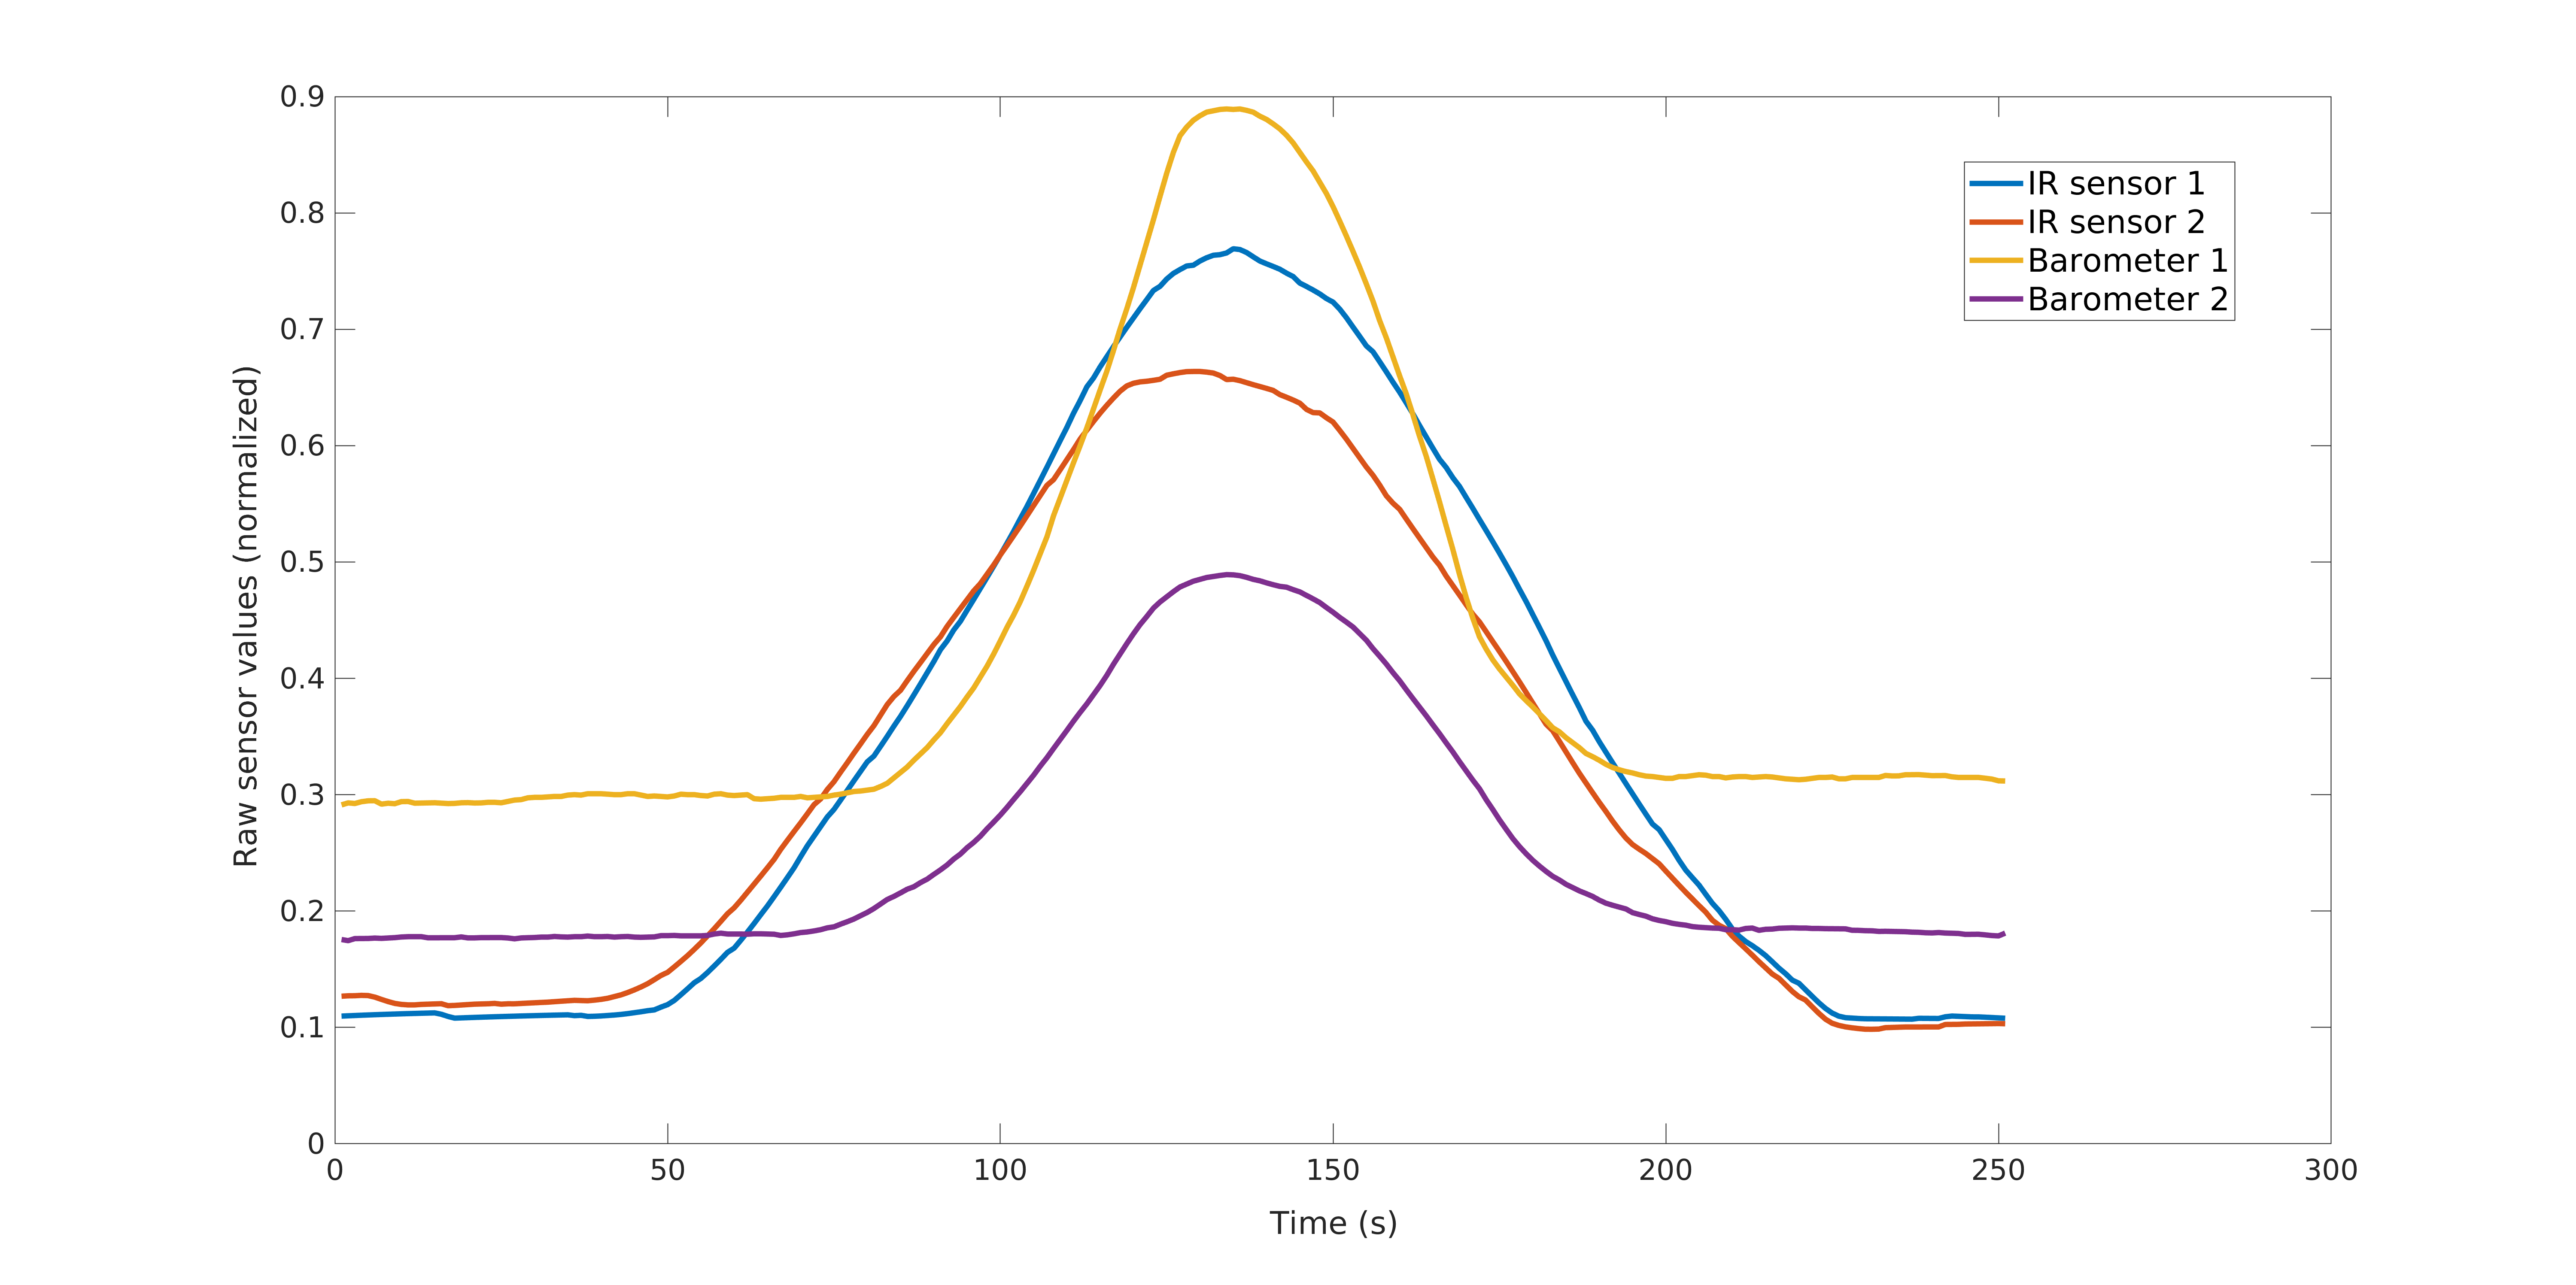 0.9
0.8
0.7
0.6
0.5
0.4
0.3
0.2
0.1
0
Raw sensor values (normalized)
IR sensor 1
IR sensor 2
Barometer 1
Barometer 2
0 50 100 150 200 250 300
Time (s)